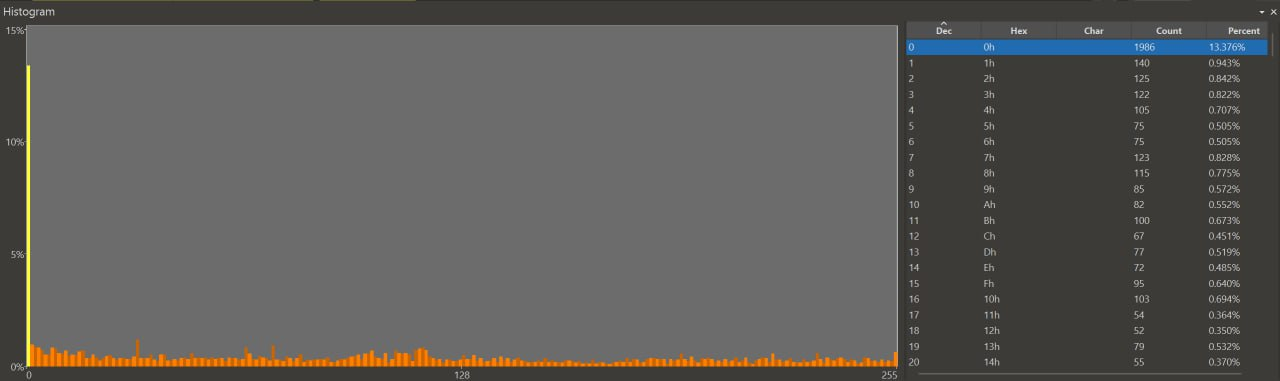 Histogram
15%
10%
5%
0%
0 128 255
Dec Hex Char Count Percent
0 0h 1986 13.376%
1 1h 140 0.943%
2 2h 125 0.842%
3 3h 122 0.822%
4 4h 105 0.707%
5 5h 75 0.505%
6 6h 75 0.505%
7 7h 123 0.828%
8 8h 115 0.775%
9 9h 85 0.572%
10 Ah 82 0.552%
11 Bh 100 0.673%
12 Ch 67 0.451%
13 Dh 77 0.519%
14 Eh 72 0.485%
15 Fh 95 0.640%
16 10h 103 0.694%
17 11h 54 0.364%
18 12h 52 0.350%
19 13h 79 0.532%
20 14h 55 0.370%